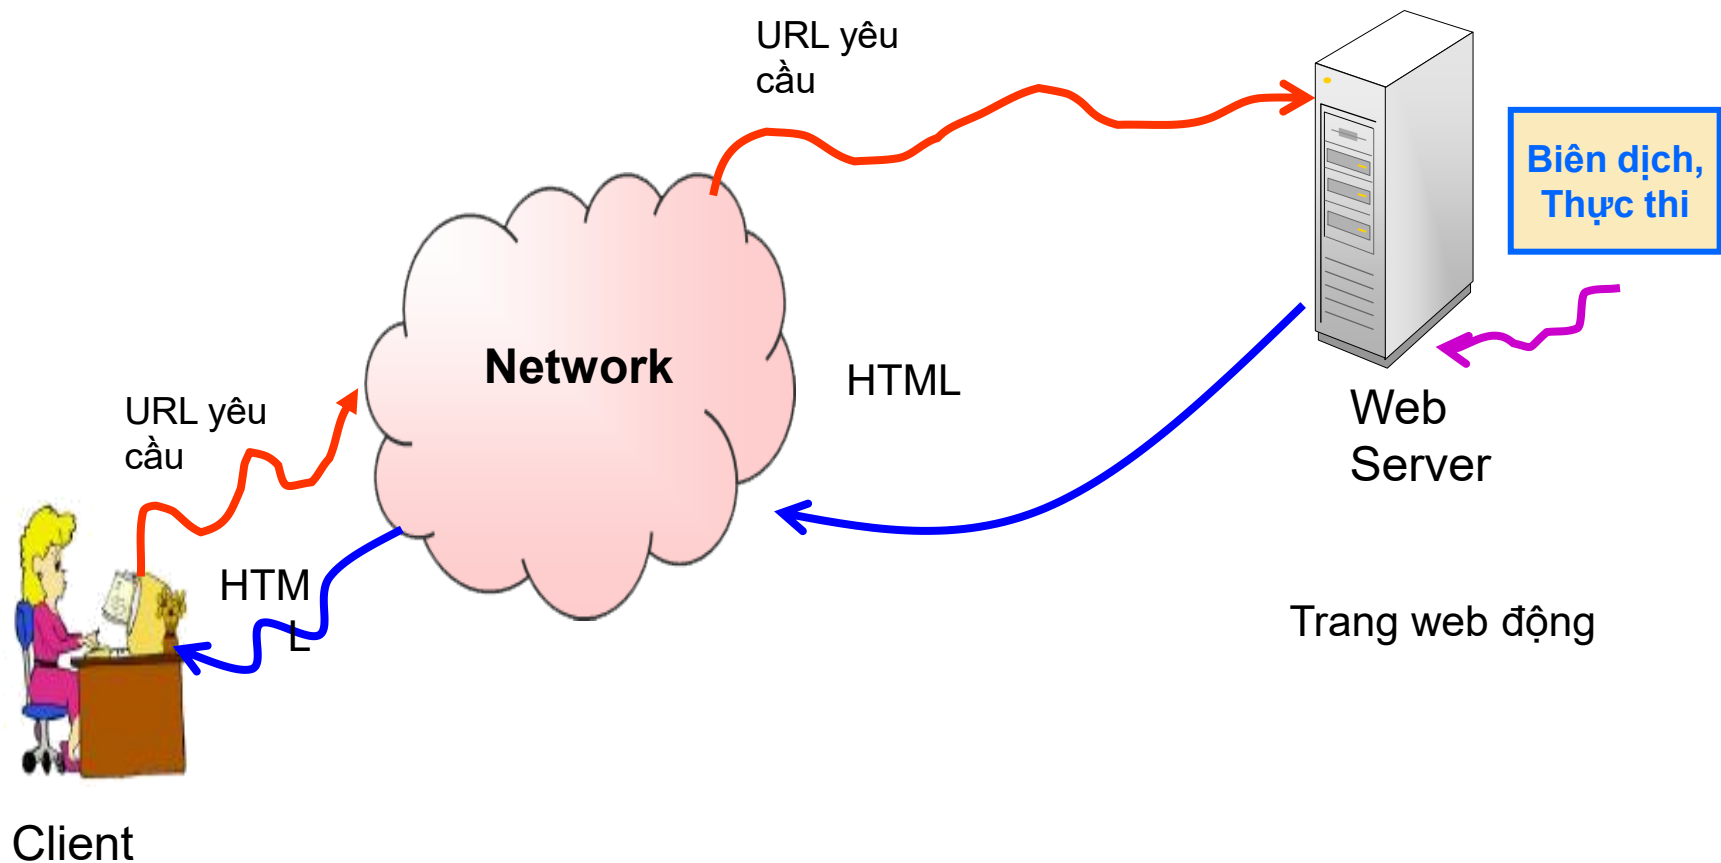 URL yêu
cầu
Biên dịch,
Thực thi
Network
HTML
URL yêu
cầu
Web
Server
HTM
L
Trang web động
Client